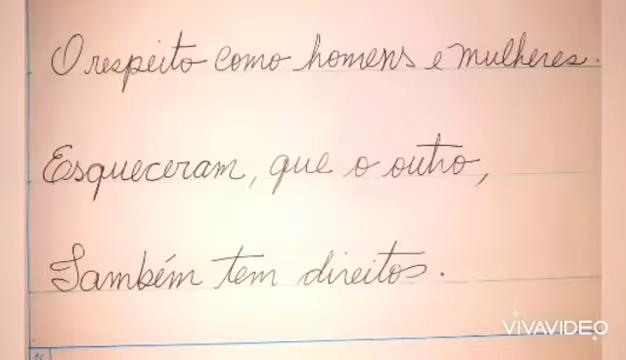 O respeito como homens e mulheres.
Esqueceram, que o outro,
Também tem direitos.
VIVAVIDEO